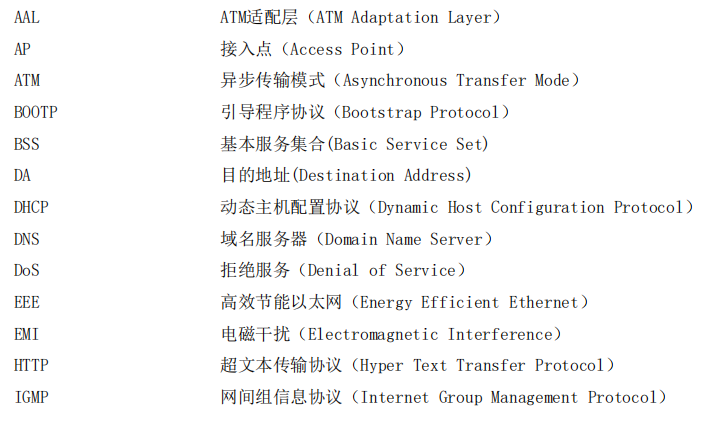 AAL ATM适配层（ATM Adaptation Layer）
AP 接入点（Access Point）
ATM 异步传输模式（Asynchronous Transfer Mode）
BOOTP 引导程序协议（Bootstrap Protocol）
BSS 基本服务集合(Basic Service Set)
DA 目的地址(Destination Address)
DHCP 动态主机配置协议（Dynamic Host Configuration Protocol）
DNS 域名服务器（Domain Name Server）
DoS 拒绝服务（Denial of Service）
EEE 高效节能以太网（Energy Efficient Ethernet）
EMI 电磁干扰（Electromagnetic Interference）
HTTP 超文本传输协议（Hyper Text Transfer Protocol）
IGMP 网间组信息协议（Internet Group Management Protocol）